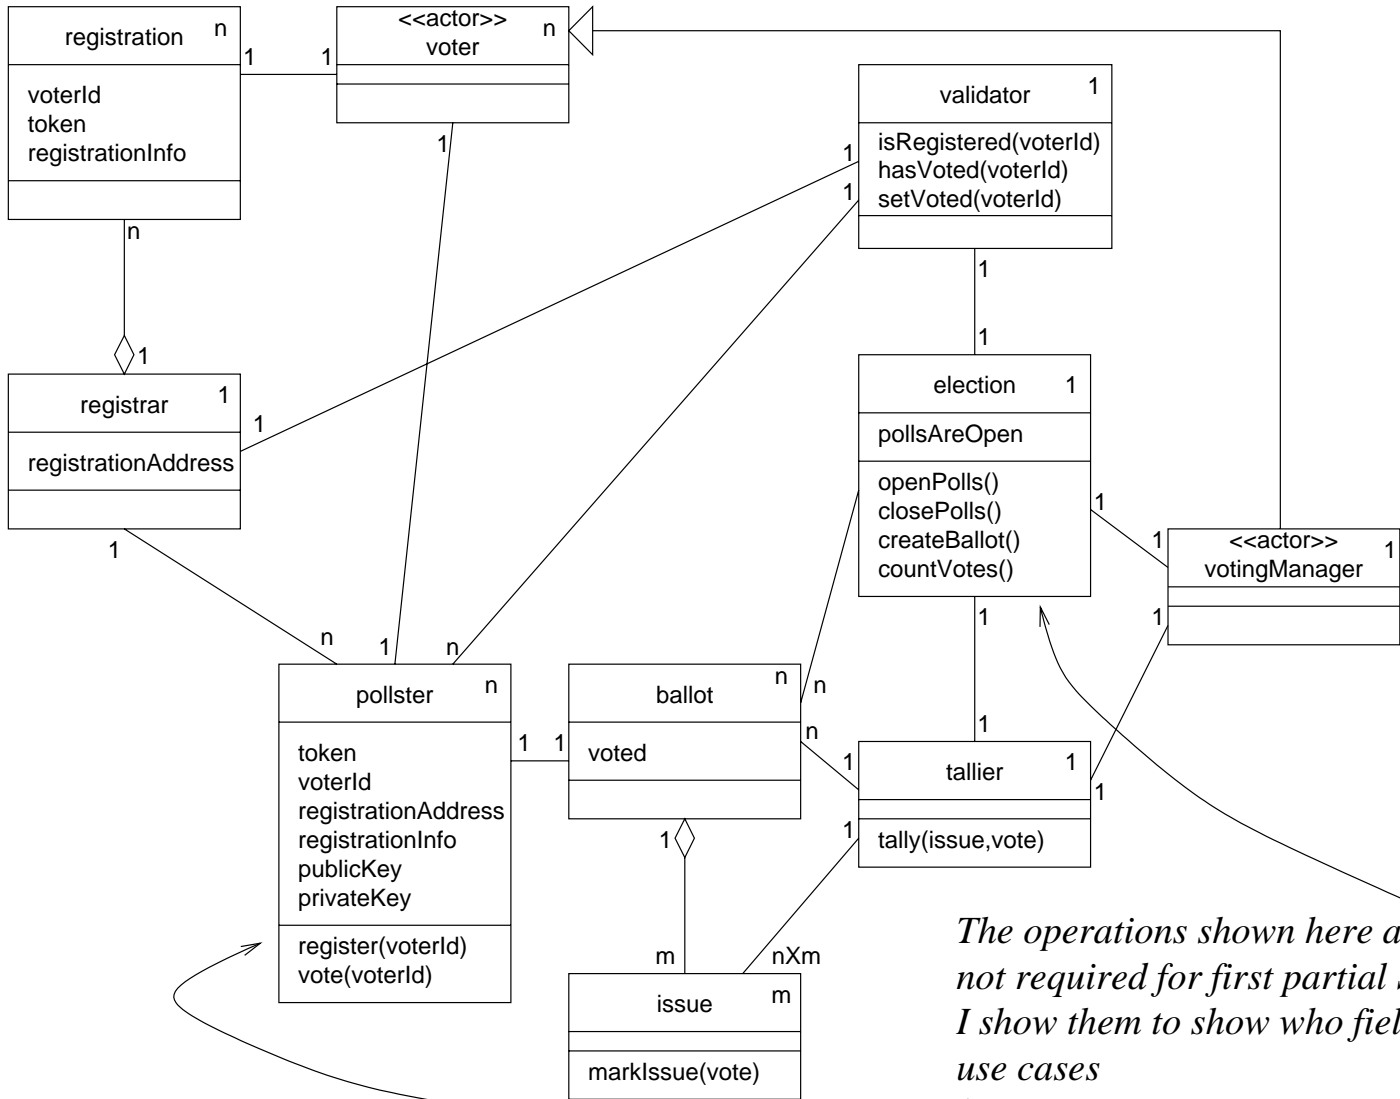 registration n
voterId
token
registrationInfo
1 1
<<actor>> n
voter
1
n
1
registrar 1
registrationAddress
1
1
validator 1
isRegistered(voterId)
hasVoted(voterId)
setVoted(voterId)
1
1
1
1
election 1
pollsAreOpen
openPolls()
closePolls()
createBallot()
countVotes()
1
1
1
<<actor>> 1
votingManager
1
1
n
1
n
pollster n
token
voterId
registrationAddress
registrationInfo
publicKey
privateKey
register(voterId)
vote(voterId)
1 1
ballot n
voted
n
n
1
1
1
1
tallier 1
tally(issue,vote)
1
1
m
nXm
issue m
markIssue(vote)
The operations shown here
not required for first partial
I show them to show who
use cases